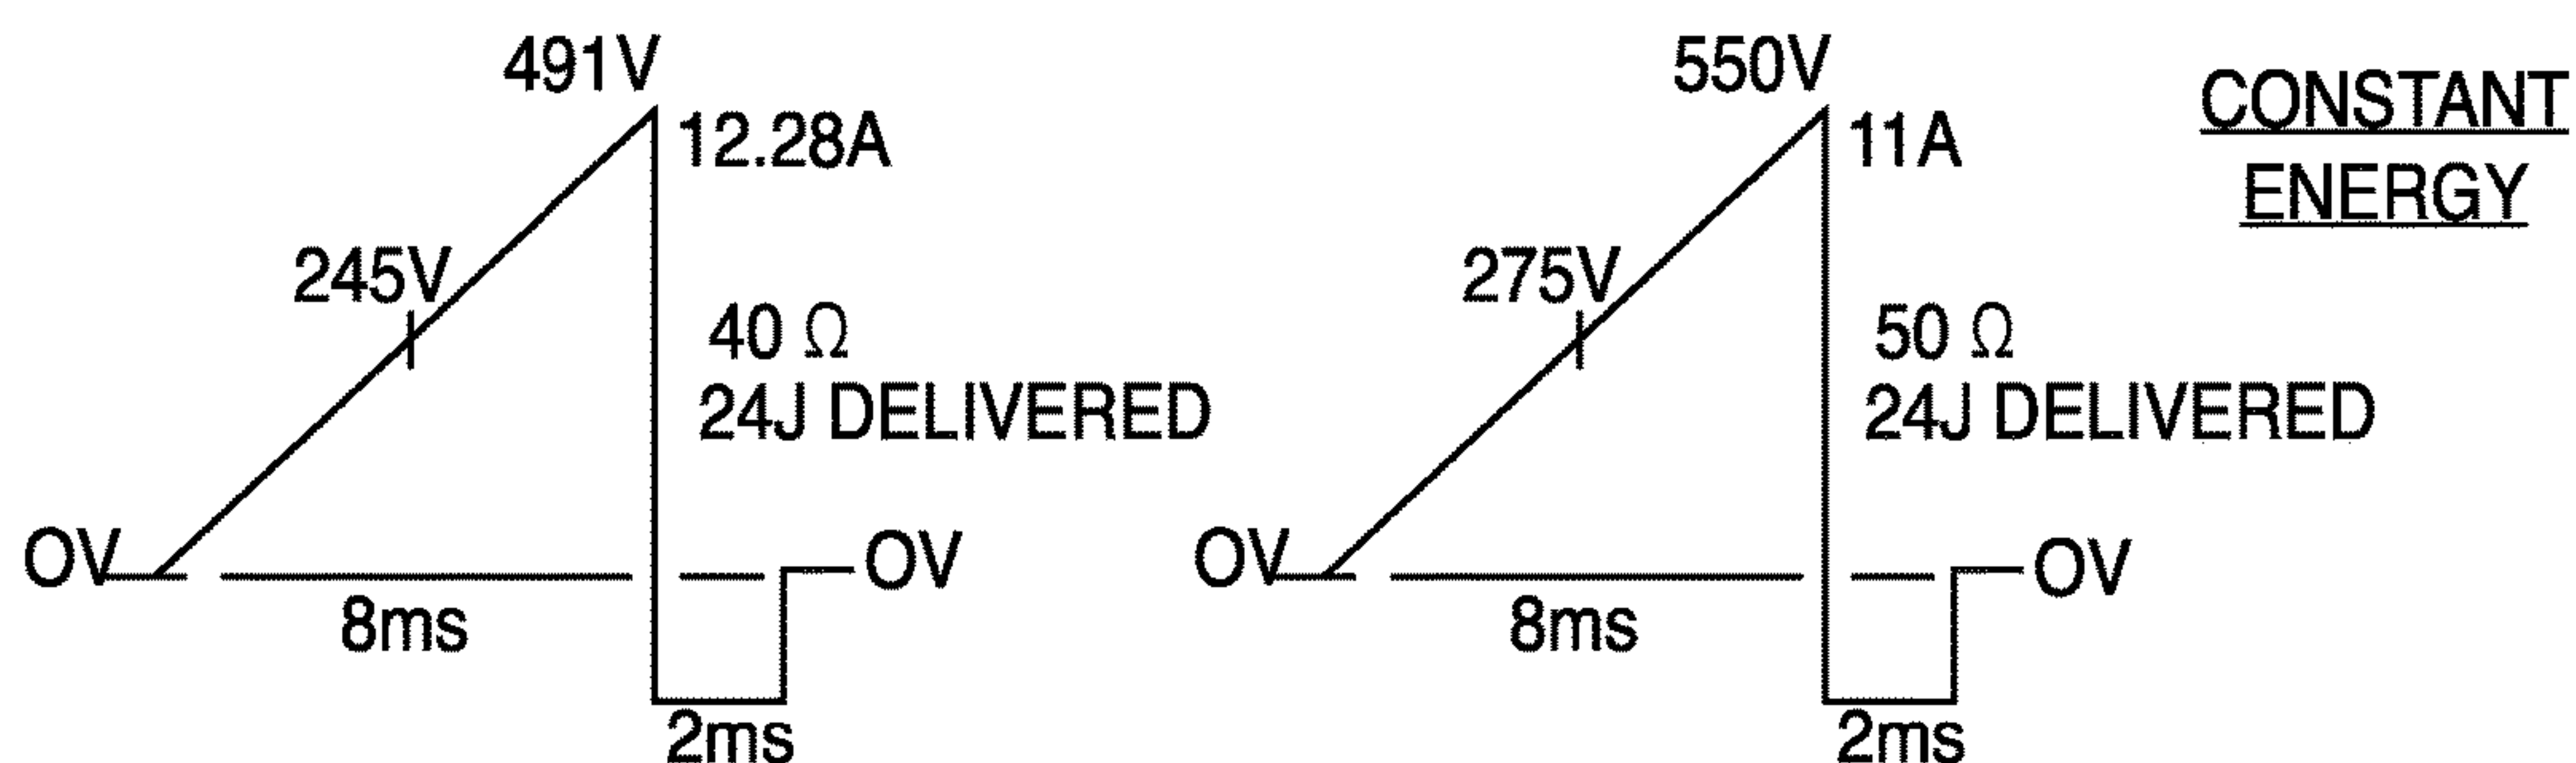 491V
12.28A
245V
40 Ω
24J DELIVERED
OV
OV
8ms
2ms
550V
11A
275V
50 Ω
24J DELIVERED
OV
OV
8ms
2ms
CONSTANT
ENERGY